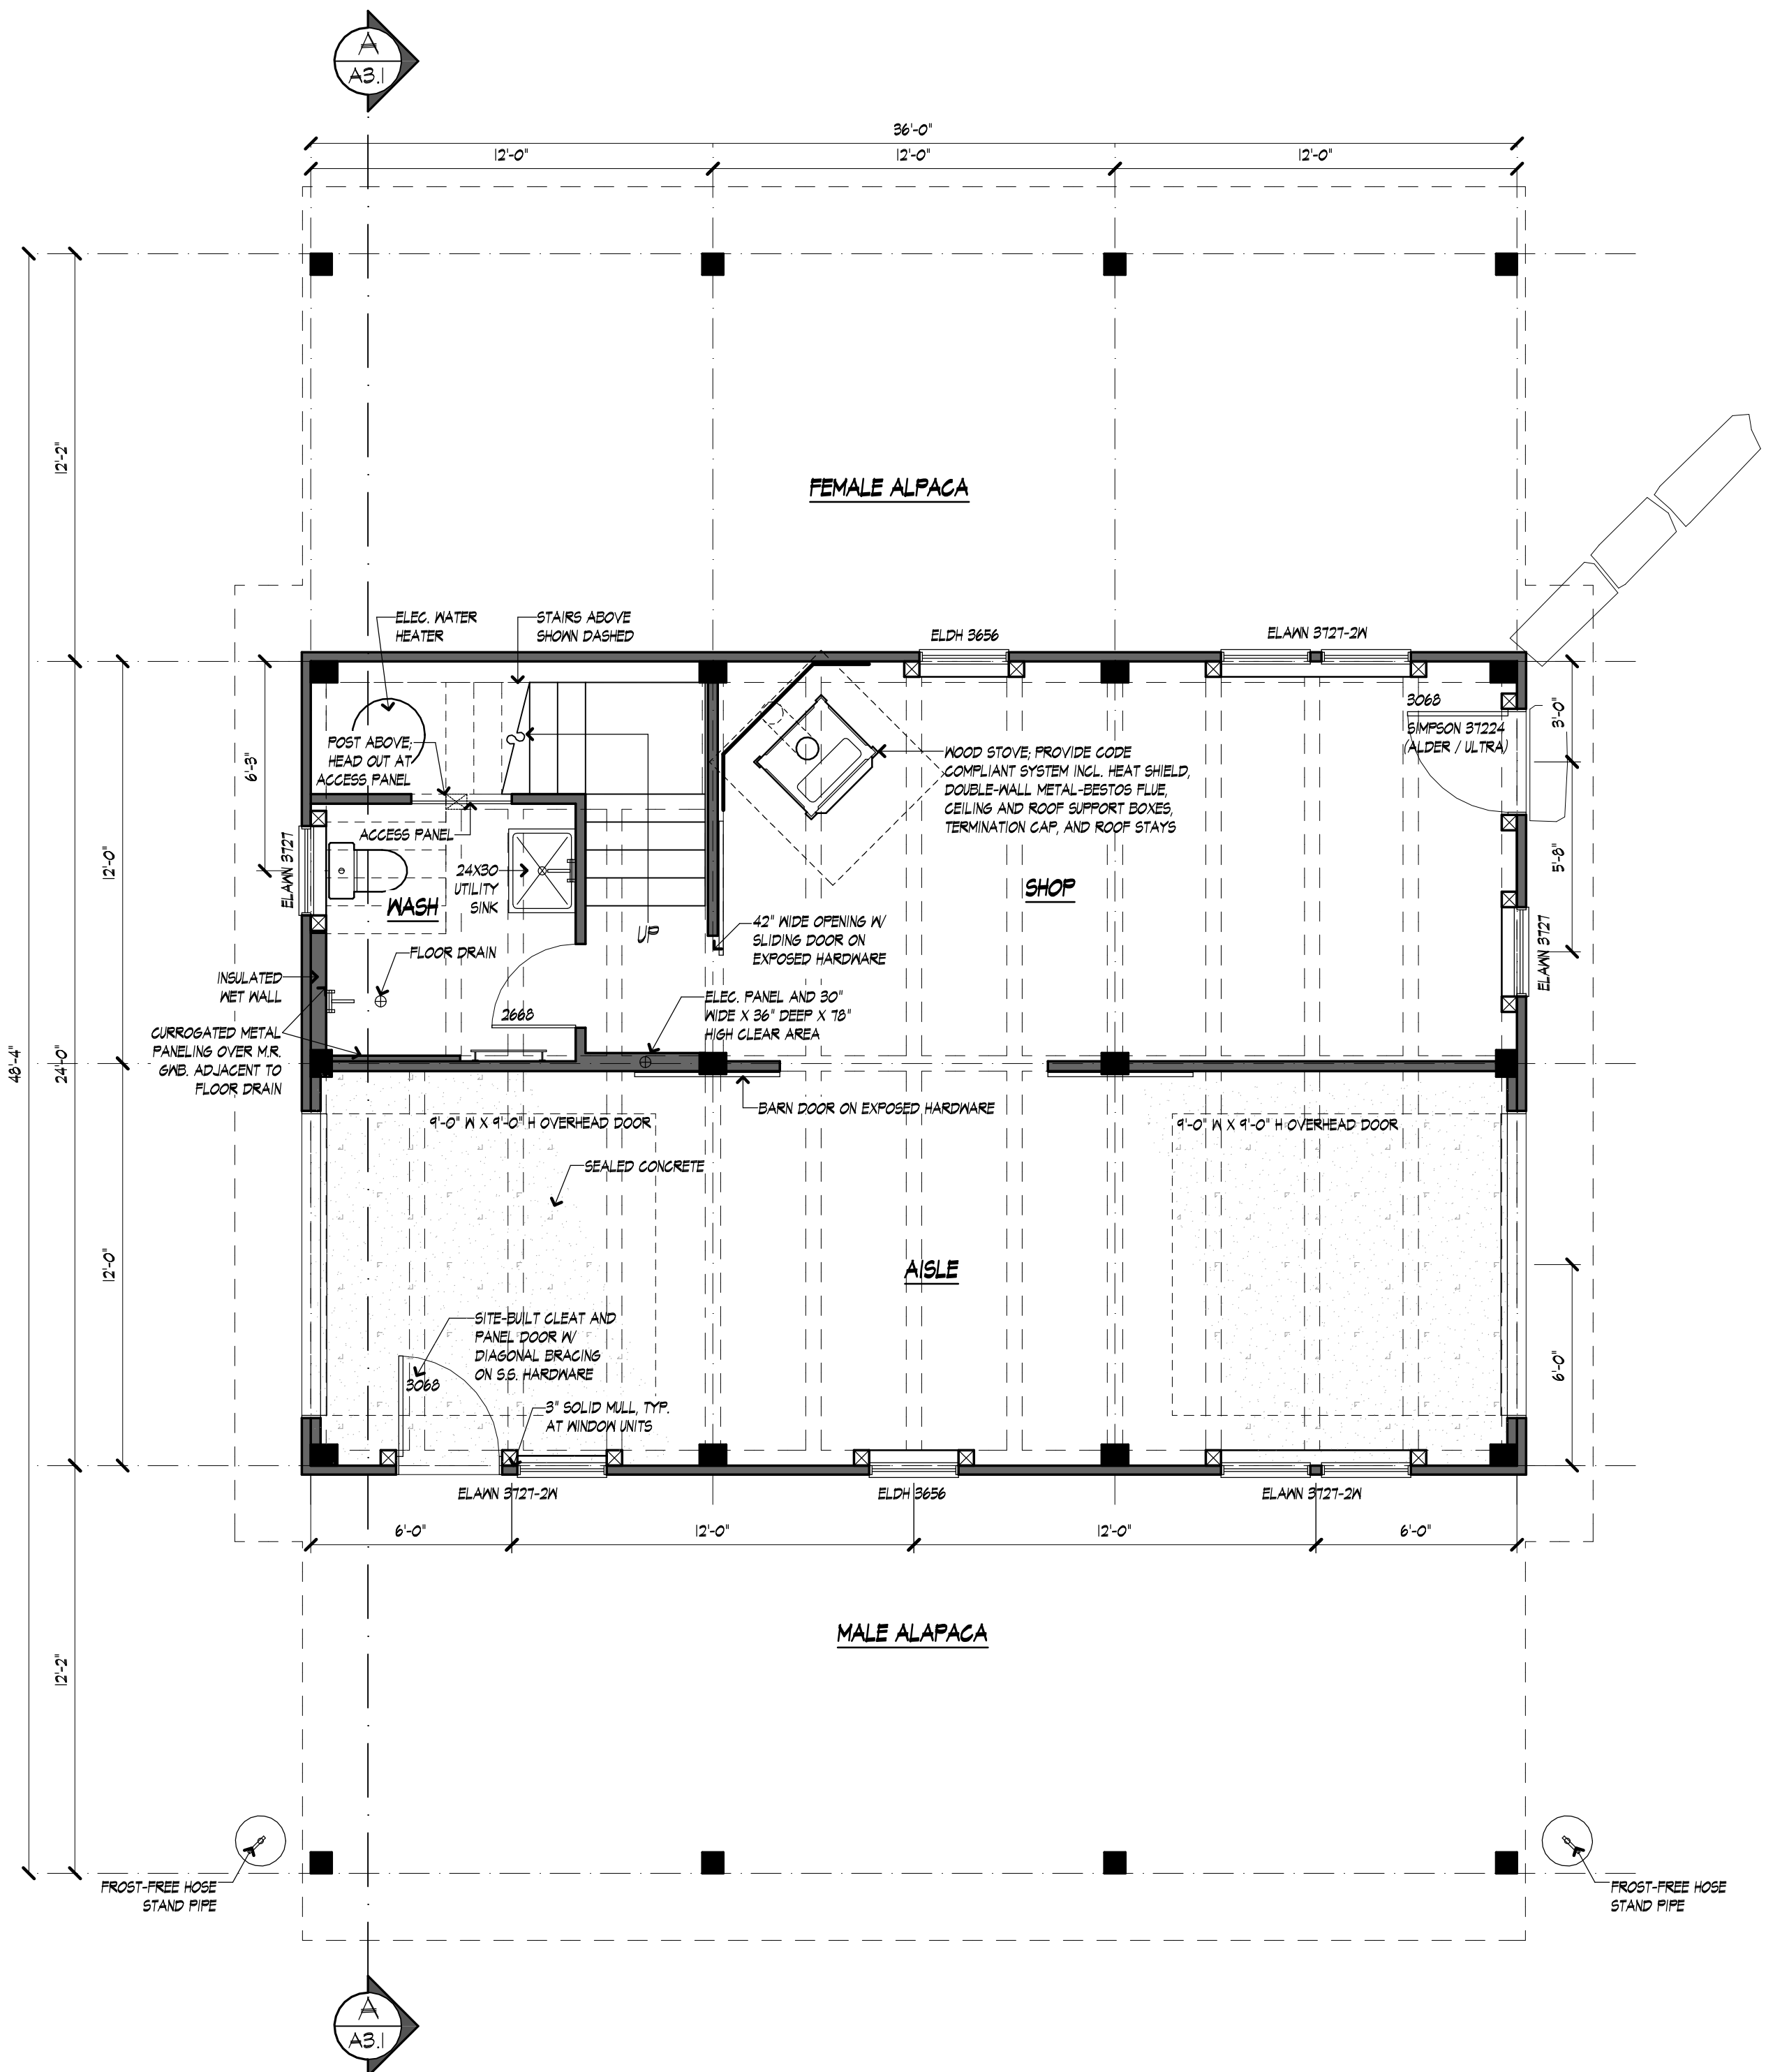 A
A3.1
36'-0"
12'-0"
12'-0"
12'-0"
12'-2"
FEMALE ALPACA
ELEC. WATER
HEATER
STAIRS ABOVE
SHOWN DASHED
ELDH 3656
ELAWN 3727-2W
3068
SIMPSON 37224
(ALDER / ULTRA)
3'-0"
POST ABOVE;
HEAD OUT AT
ACCESS PANEL
6'-3"
WOOD STOVE; PROVIDE CODE
COMPLIANT SYSTEM INCL. HEAT SHIELD,
DOUBLE-WALL METAL-BESTOS FLUE,
CEILING AND ROOF SUPPORT BOXES,
TERMINATION CAP, AND ROOF STAYS
ACCESS PANEL
ELAWN 3727
12'-0"
24X30
UTILITY
SINK
WASH
SHOP
5'-8"
UP
42" WIDE OPENING W/
SLIDING DOOR ON
EXPOSED HARDWARE
FLOOR DRAIN
ELAWN 3727
INSULATED
WET WALL
ELEC. PANEL AND 30"
WIDE X 36" DEEP X 78"
HIGH CLEAR AREA
2668
CURROGATED METAL
PANELING OVER M.R.
GWB. ADJACENT TO
FLOOR DRAIN
48'-4"
24'-0"
BARN DOOR ON EXPOSED HARDWARE
9'-0" W X 9'-0" H OVERHEAD DOOR
9'-0" W X 9'-0" H OVERHEAD DOOR
SEALED CONCRETE
12'-0"
AISLE
SITE-BUILT CLEAT AND
PANEL DOOR W/
DIAGONAL BRACING
ON S.S. HARDWARE
3068
6'-0"
3" SOLID MULL, TYP.
AT WINDOW UNITS
ELAWN 3727-2W
ELDH 3656
ELAWN 3727-2W
6'-0"
12'-0"
12'-0"
6'-0"
MALE ALAPACA
12'-2"
FROST-FREE HOSE
STAND PIPE
FROST-FREE HOSE
STAND PIPE
A
A3.1